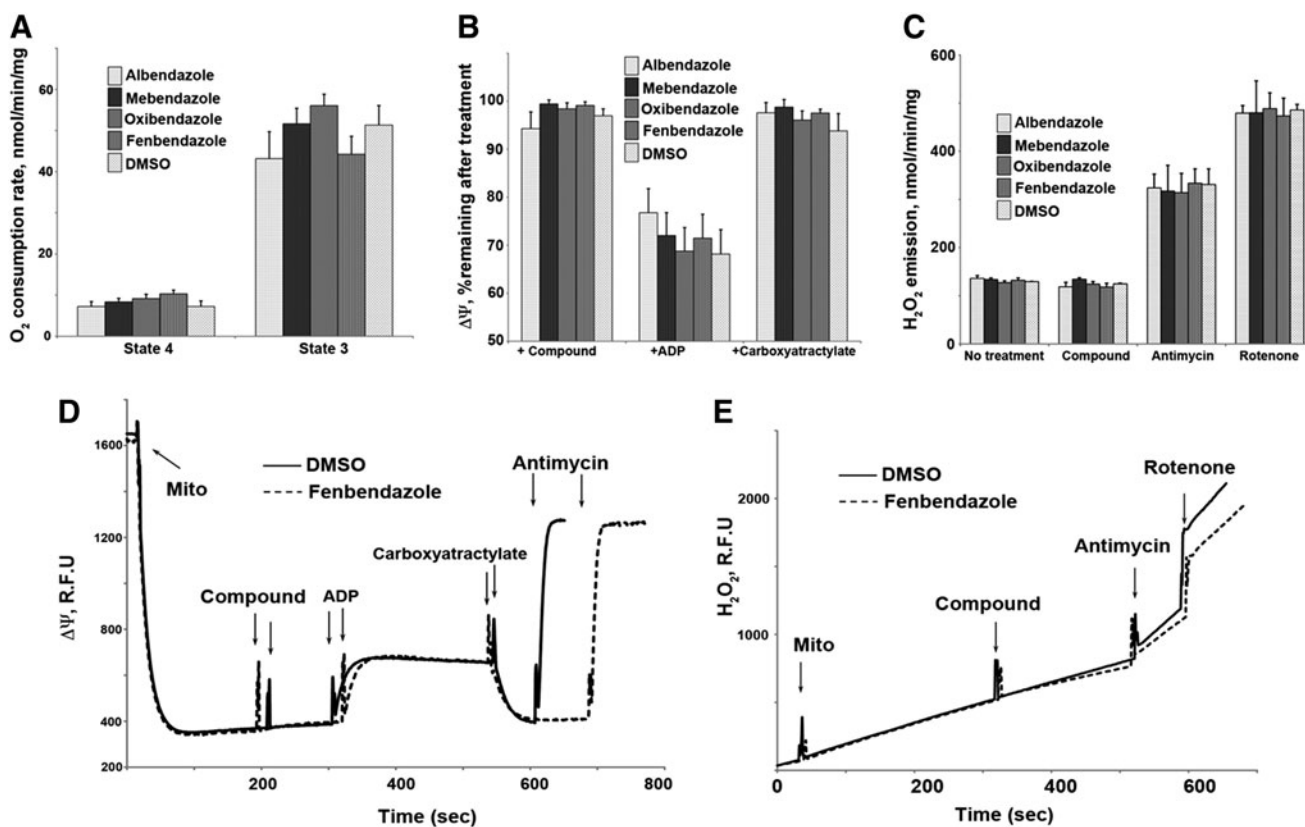 A
O2 consumption rate, nmol/min/mg
60
40
20
0
Albendazole
Mebendazole
Oxibendazole
Fenbendazole
DMSO
State 4
State 3
B
ΔΨ, %remaining after treatment
100
90
80
70
60
50
Albendazole
Mebendazole
Oxibendazole
Fenbendazole
DMSO
+ Compound
+ADP
+Carboxyatractylate
C
H2O2 emission, nmol/min/mg
600
400
200
0
Albendazole
Mebendazole
Oxibendazole
Fenbendazole
DMSO
No treatment
Compound
Antimycin
Rotenone
D
ΔΨ, R.F.U
1600
1200
800
400
200
Mito
DMSO
Fenbendazole
Compound
ADP
Carboxyatractylate
Antimycin
200
400
600
800
Time (sec)
E
H2O2, R.F.U
2000
1000
0
DMSO
Fenbendazole
Mito
Compound
Antimycin
Rotenone
0
200
400
600
Time (sec)